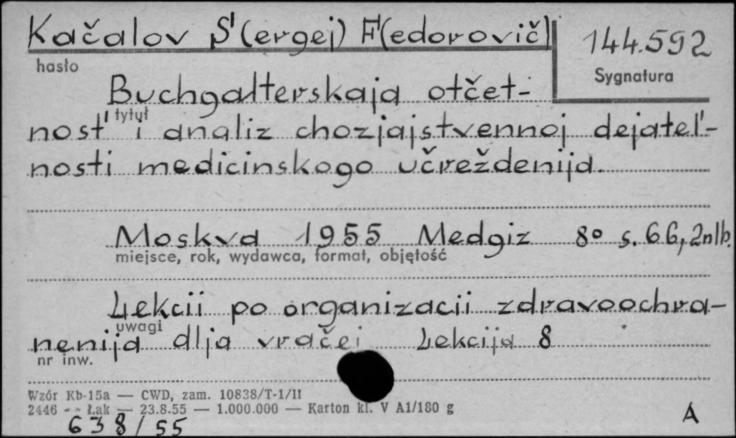 Kačalov S(ergej) F(edorovič)
144.592
hasło
Sygnatura
Buchgałterskaja otčet-
tytuł
nosť i analiz chozjajstvennoj dejateľ-
nosti medicinskogo učreždenija.
Moskva 1955 Medgiz 8° s. 66, 2nlb.
miejsce, rok, wydawca, format, objętość
Lekcii po organizacii zdravoochra-
uwagi
nenija dlja vračej Lekcija 8
nr inw.
Wzór Kb-15a — CWD, zam. 10838/T-1/II
2446 -- Łak — 23.8.55 — 1.000.000 — Karton kl. V A1/180 g
638/55
A